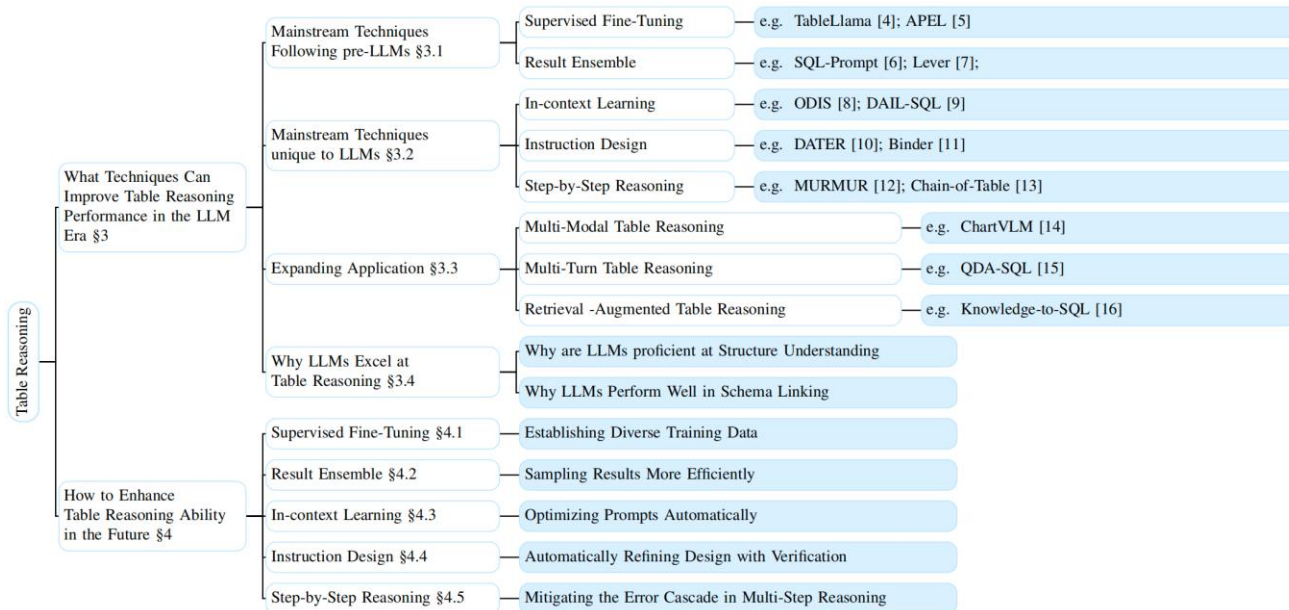 Table Reasoning
What Techniques Can
Improve Table Reasoning
Performance in the LLM
Era §3
Mainstream Techniques
Following pre-LLMs §3.1
Supervised Fine-Tuning
e.g. TableLlama [4]; APEL [5]
Result Ensemble
e.g. SQL-Prompt [6]; Lever [7];
Mainstream Techniques
unique to LLMs §3.2
In-context Learning
e.g. ODIS [8]; DAIL-SQL [9]
Instruction Design
e.g. DATER [10]; Binder [11]
Step-by-Step Reasoning
e.g. MURMUR [12]; Chain-of-Table [13]
Expanding Application §3.3
Multi-Modal Table Reasoning
e.g. ChartVLM [14]
Multi-Turn Table Reasoning
e.g. QDA-SQL [15]
Retrieval -Augmented Table Reasoning
e.g. Knowledge-to-SQL [16]
Why LLMs Excel at
Table Reasoning §3.4
Why are LLMs proficient at Structure Understanding
Why LLMs Perform Well in Schema Linking
How to Enhance
Table Reasoning Ability
in the Future §4
Supervised Fine-Tuning §4.1
Establishing Diverse Training Data
Result Ensemble §4.2
Sampling Results More Efficiently
In-context Learning §4.3
Optimizing Prompts Automatically
Instruction Design §4.4
Automatically Refining Design with Verification
Step-by-Step Reasoning §4.5
Mitigating the Error Cascade in Multi-Step Reasoning